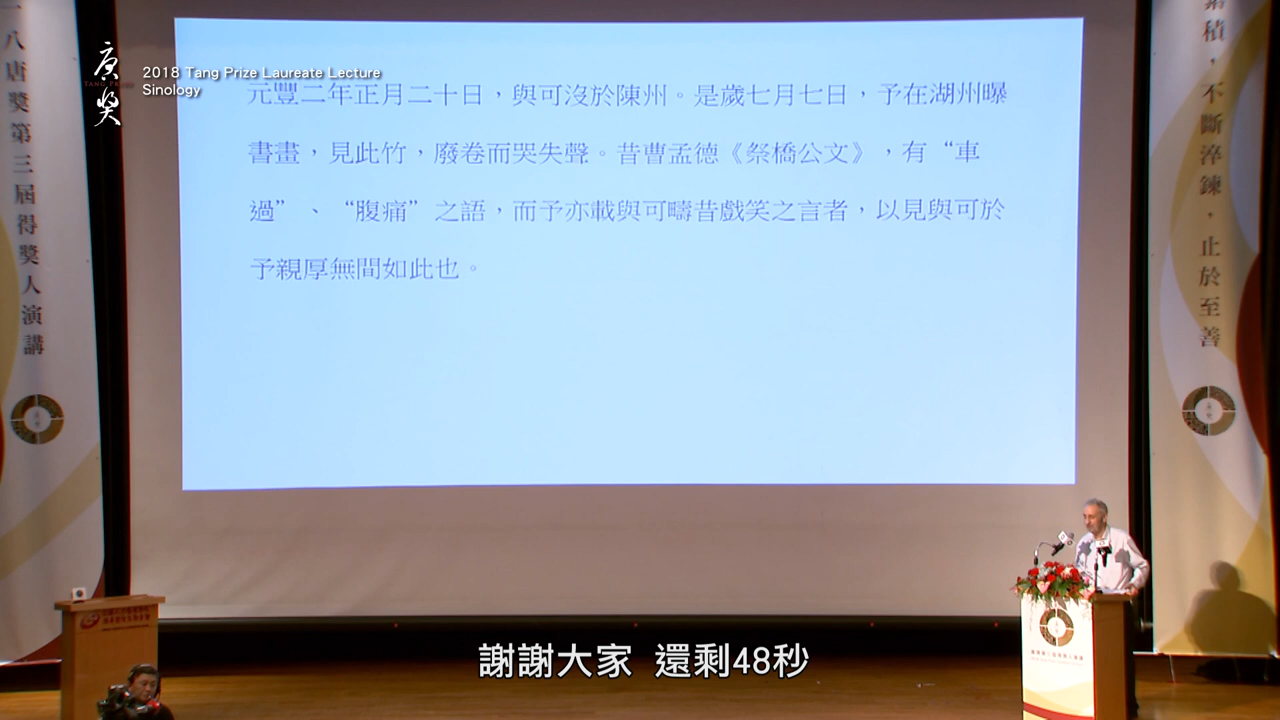 唐獎
2018 Tang Prize Laureate Lecture
Sinology
元豐二年正月二十日，與可沒於陳州。是歲七月七日，予在湖州曝
書畫，見此竹，廢卷而哭失聲。昔曹孟德《祭橋公文》，有“車
過”、“腹痛”之語，而予亦載與可疇昔戲笑之言者，以見與可於
予親厚無間如此也。
八唐獎第三屆得獎人演講
積，不斷淬鍊，止於至善
謝謝大家 還剩48秒